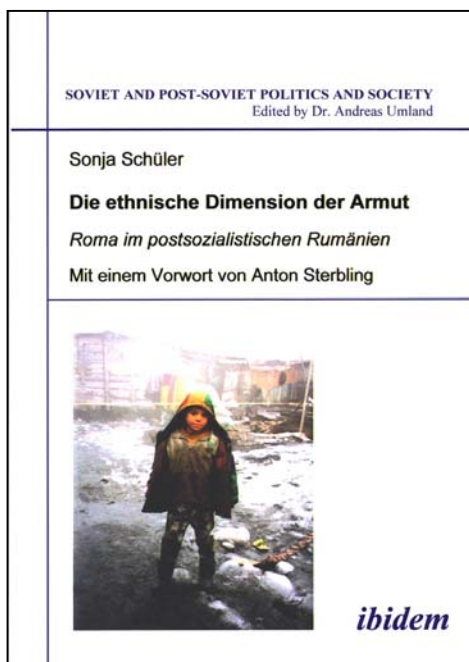 SOVIET AND POST-SOVIET POLITICS AND SOCIETY
Edited by Dr. Andreas Umland
Sonja Schüler
Die ethnische Dimension der Armut
Roma im postsozialistischen Rumänien
Mit einem Vorwort von Anton Sterbling
ibidem